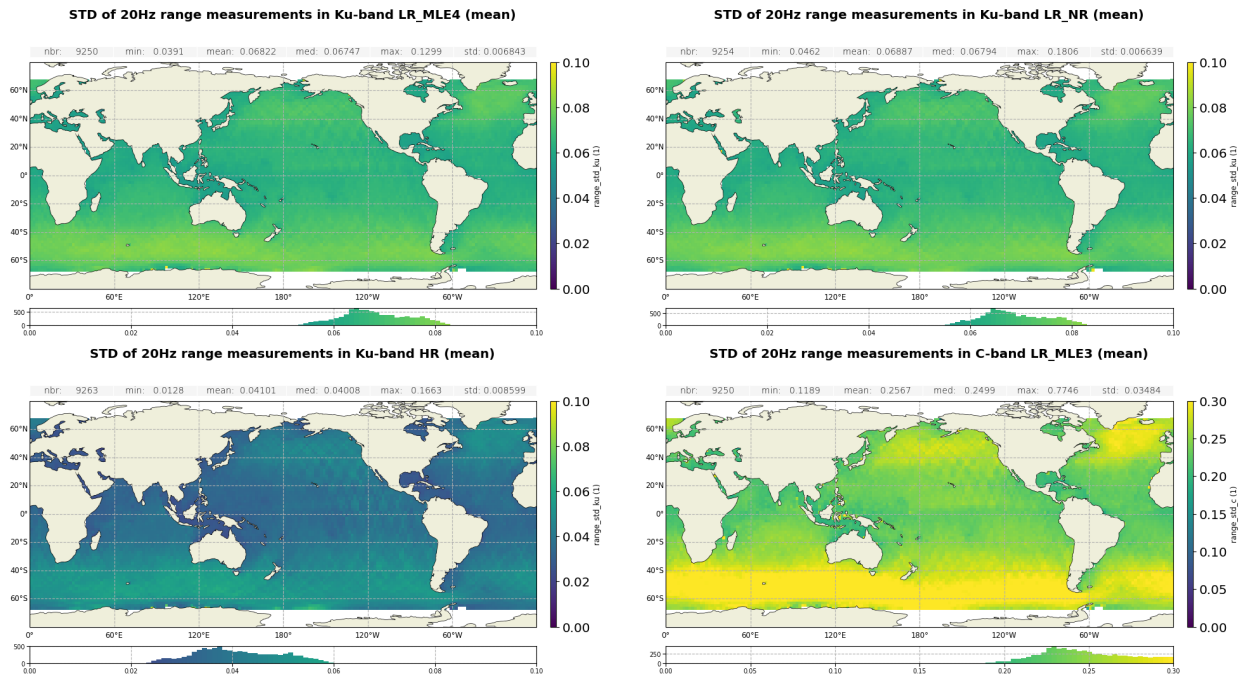 STD of 20Hz range measurements in Ku-band LR_MLE4 (mean)
nbr: 9250 min: 0.0391 mean: 0.06822 med: 0.06747 max: 0.1299 std: 0.006843
60°N
40°N
20°N
0°
20°S
40°S
60°S
0° 60°E 120°E 180° 120°W 60°W
0.10
0.08
0.06
0.04
0.02
0.00
range_std_ku (1)
500
0
0.00 0.02 0.04 0.06 0.08 0.10
STD of 20Hz range measurements in Ku-band LR_NR (mean)
nbr: 9254 min: 0.0462 mean: 0.06887 med: 0.06794 max: 0.1806 std: 0.006639
60°N
40°N
20°N
0°
20°S
40°S
60°S
0° 60°E 120°E 180° 120°W 60°W
0.10
0.08
0.06
0.04
0.02
0.00
range_std_ku (1)
500
0
0.00 0.02 0.04 0.06 0.08 0.10
STD of 20Hz range measurements in Ku-band HR (mean)
nbr: 9263 min: 0.0128 mean: 0.04101 med: 0.04008 max: 0.1663 std: 0.008599
60°N
40°N
20°N
0°
20°S
40°S
60°S
0° 60°E 120°E 180° 120°W 60°W
0.10
0.08
0.06
0.04
0.02
0.00
range_std_ku (1)
500
0
0.00 0.02 0.04 0.06 0.08 0.10
STD of 20Hz range measurements in C-band LR_MLE3 (mean)
nbr: 9250 min: 0.1189 mean: 0.2567 med: 0.2499 max: 0.7746 std: 0.03484
60°N
40°N
20°N
0°
20°S
40°S
60°S
0° 60°E 120°E 180° 120°W 60°W
0.30
0.25
0.20
0.15
0.10
0.05
0.00
range_std_c (1)
250
0
0.00 0.05 0.10 0.15 0.20 0.25 0.30